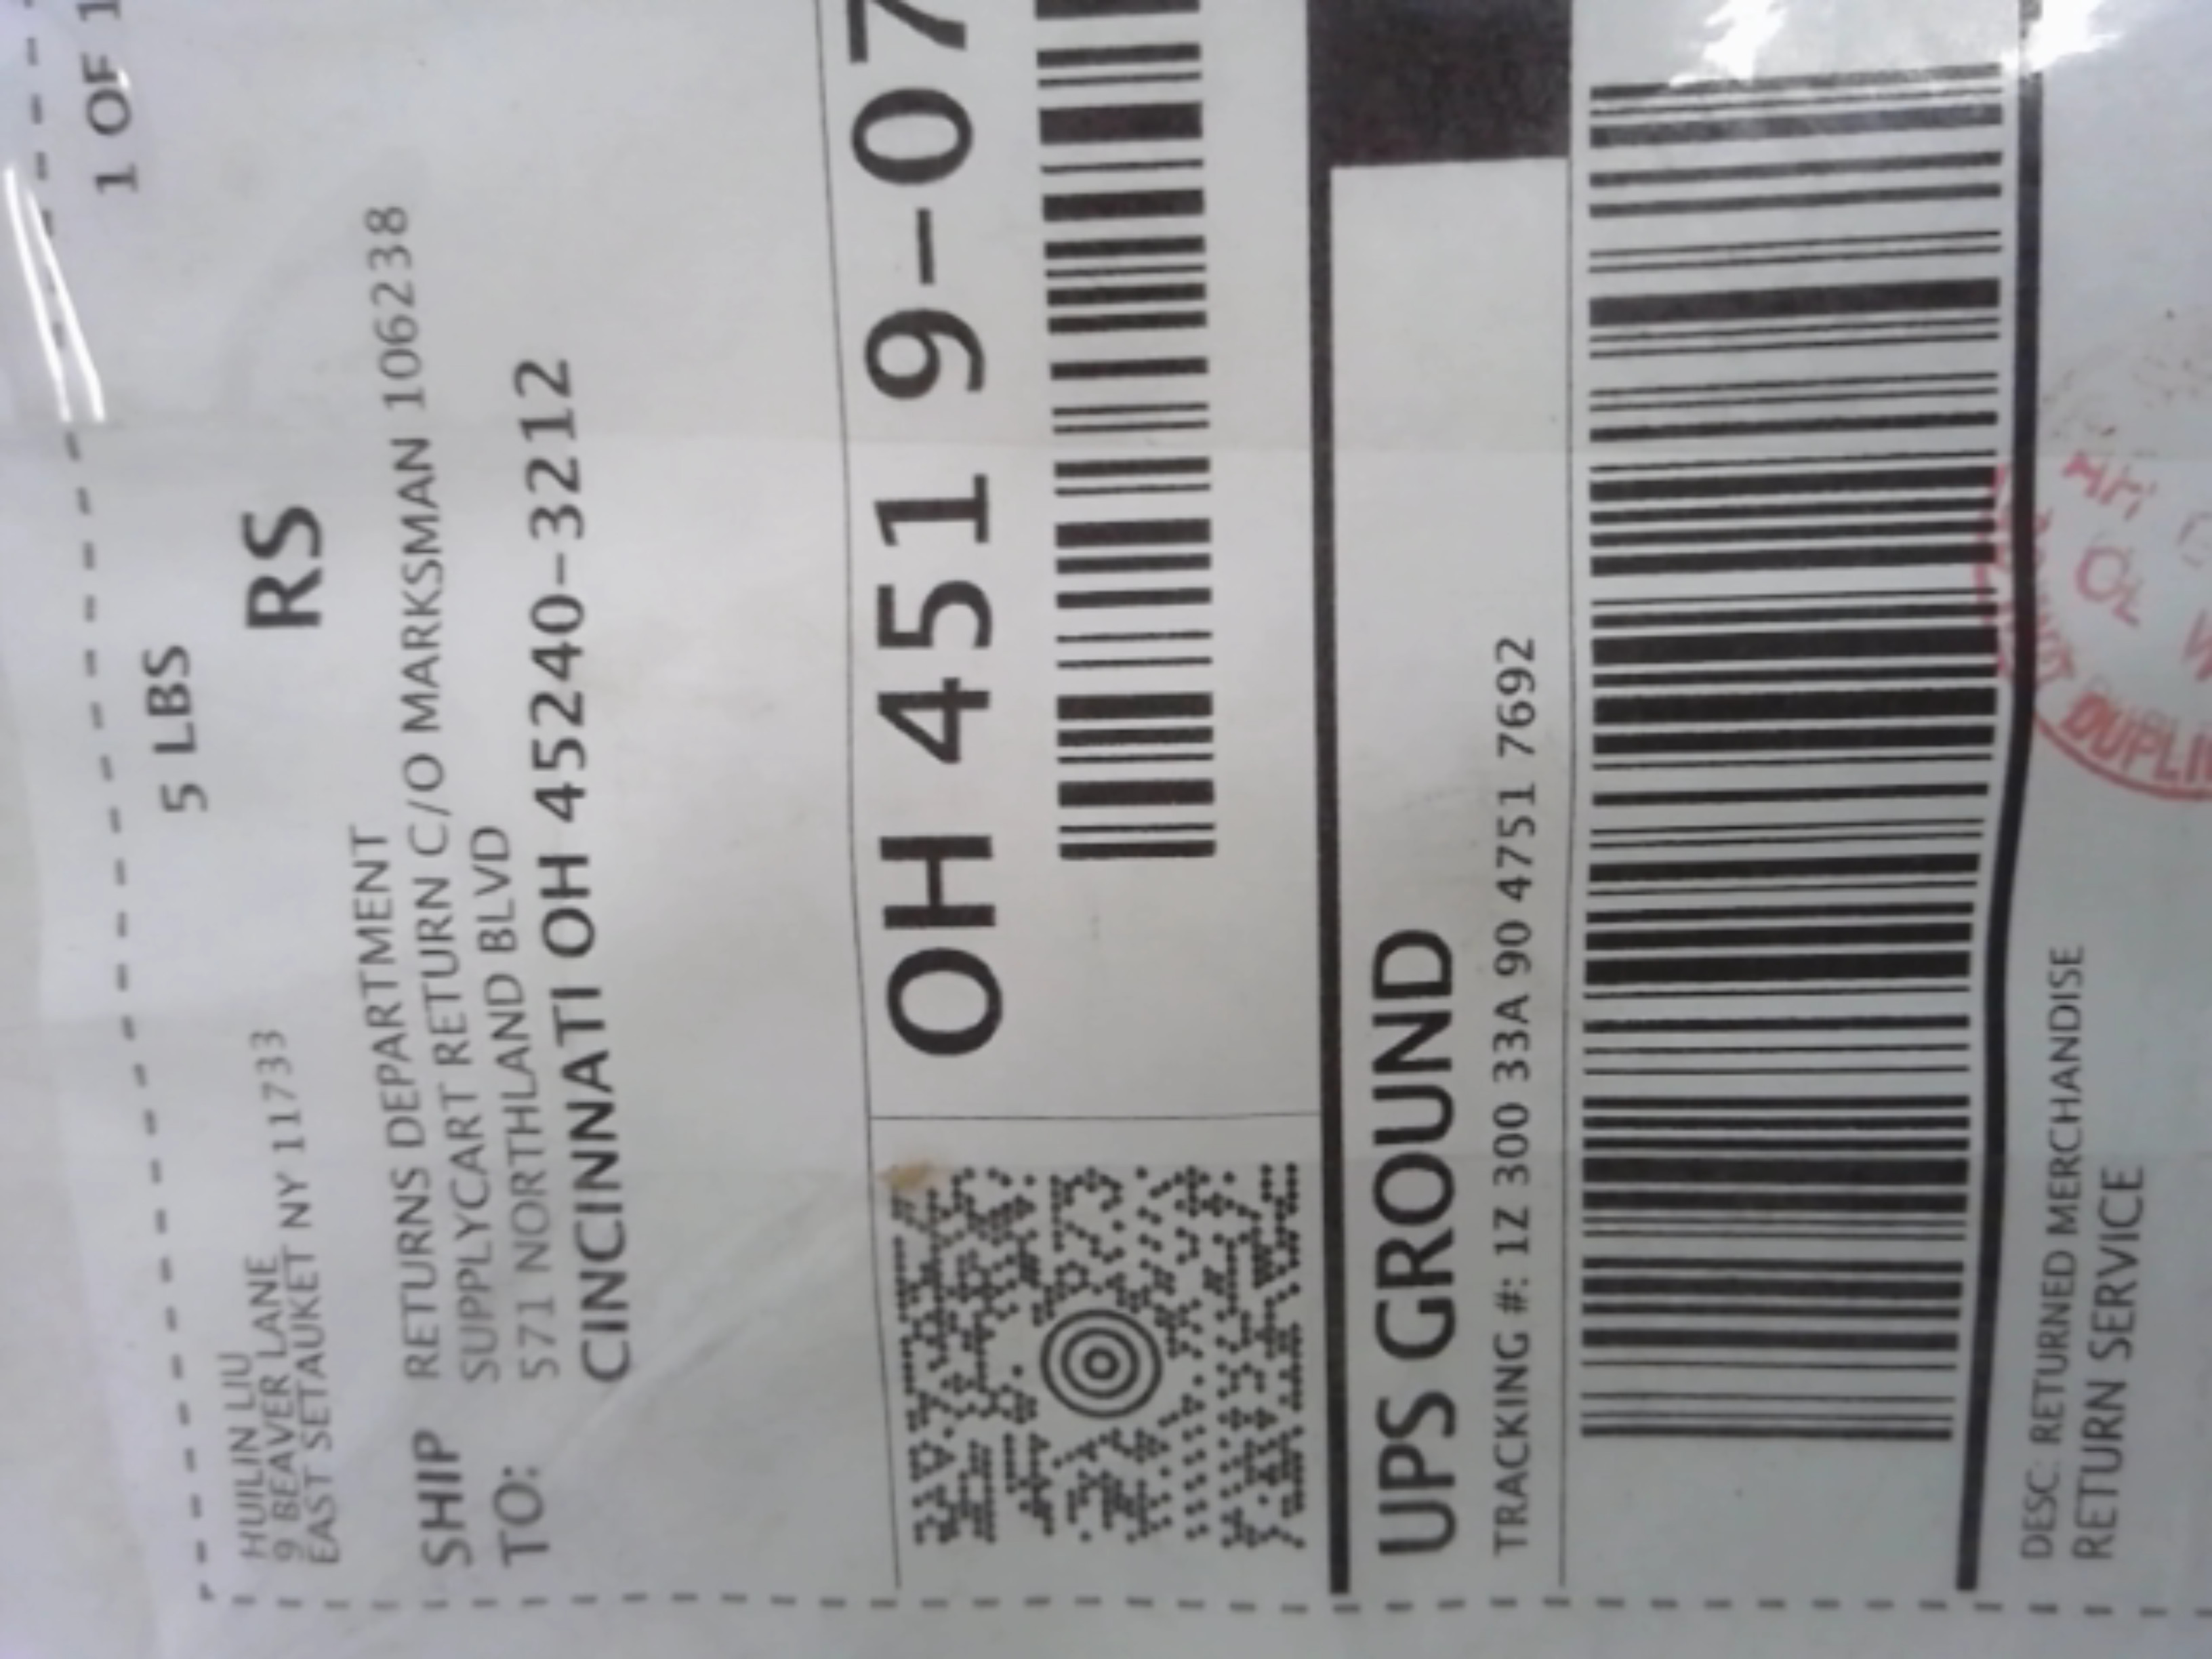 1 OF 1
5 LBS
HUILIN LIU
9 BEAVER LANE
EAST SETAUKET NY 11733
RS
SHIP
TO:
RETURNS DEPARTMENT
SUPPLYCART RETURN C/O MARKSMAN 106238
571 NORTHLAND BLVD
CINCINNATI OH 45240-3212
OH 451 9-07
UPS GROUND
TRACKING #: 1Z 300 33A 90 4751 7692
DESC: RETURNED MERCHANDISE
RETURN SERVICE